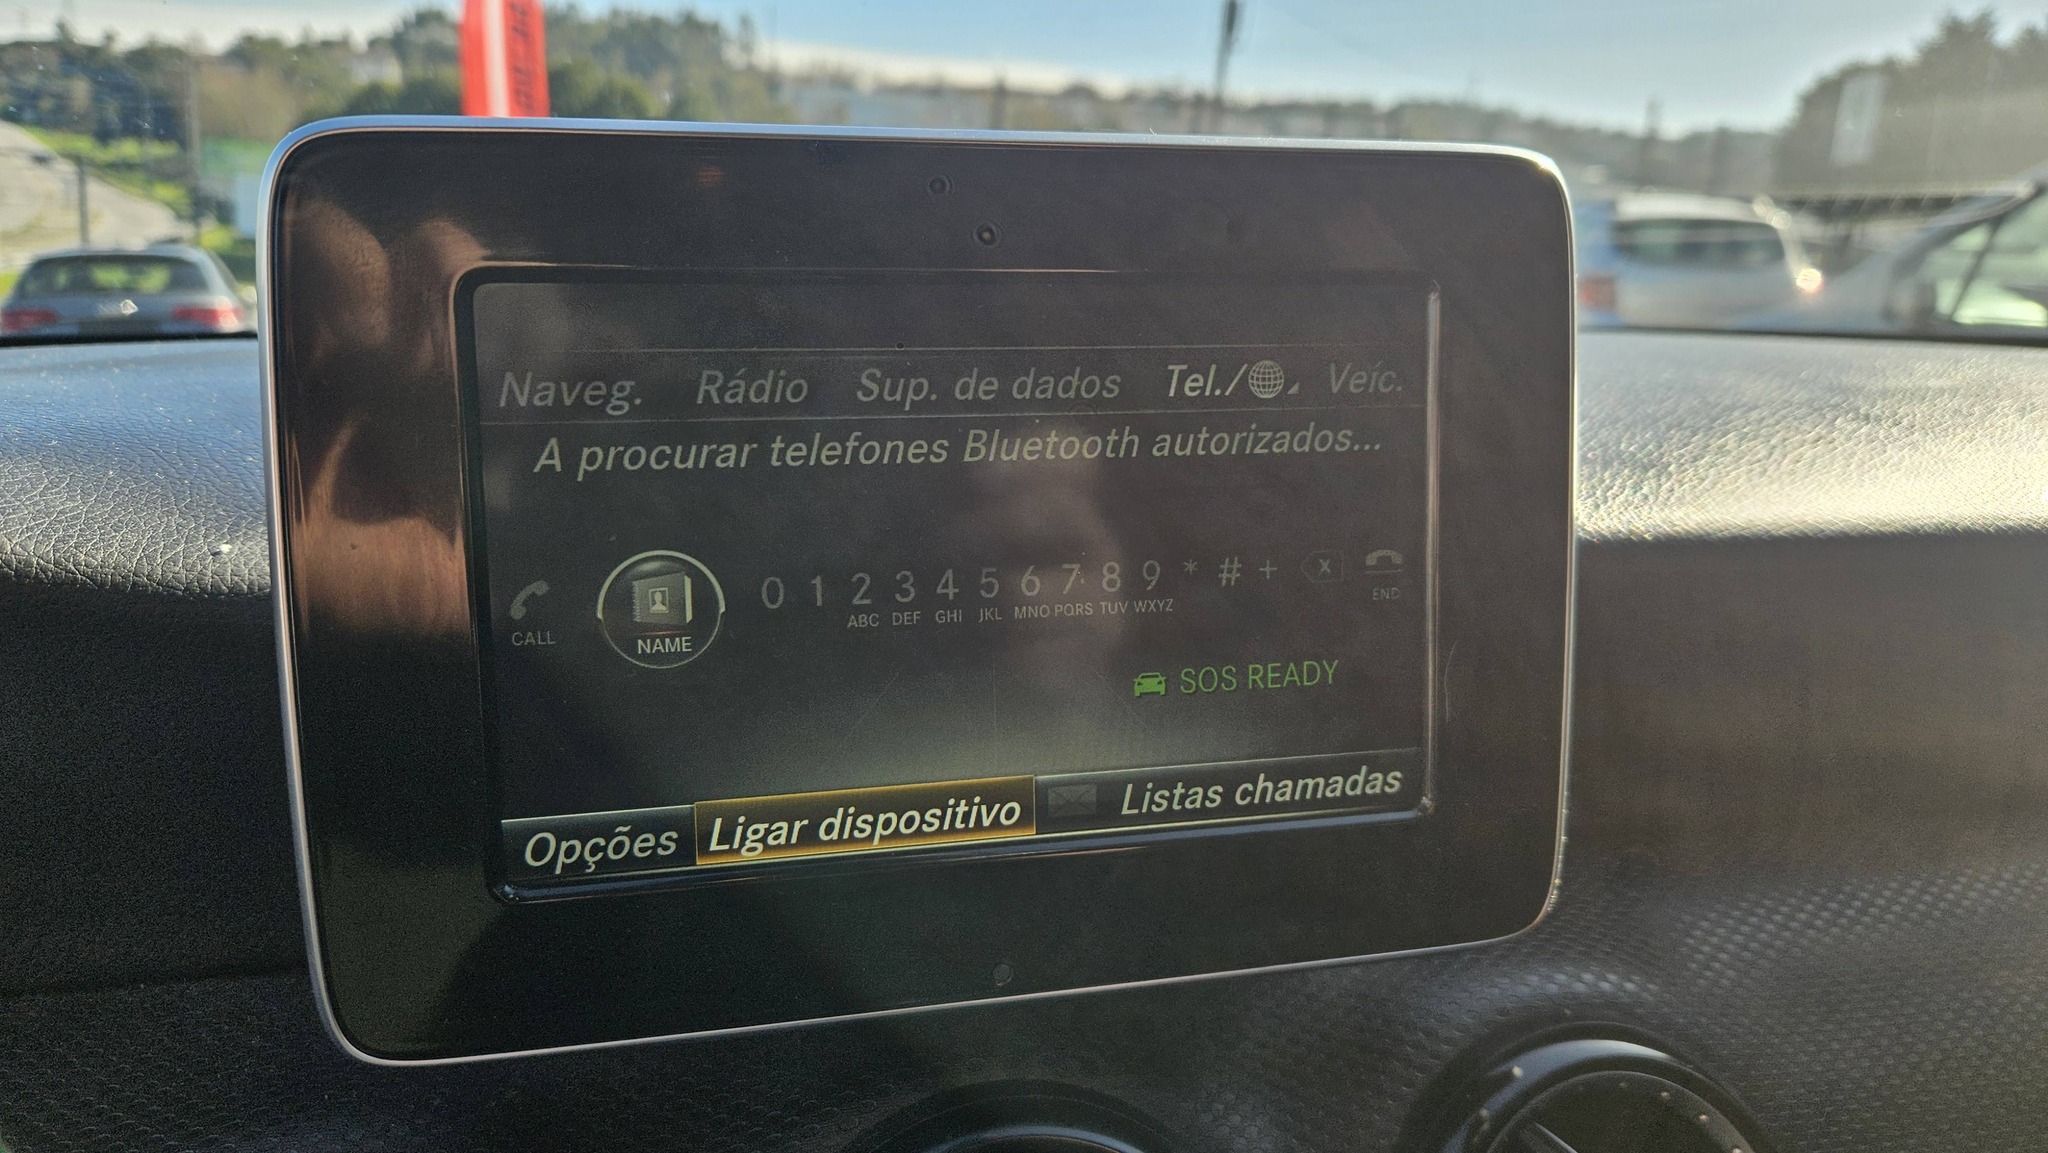 Naveg. Rádio Sup. de dados Tel./ Veíc.
A procurar telefones Bluetooth autorizados...
CALL NAME 0 1 2 3 4 5 6 7 8 9 * # + X END
ABC DEF GHI JKL MNO PQRS TUV WXYZ
SOS READY
Opções Ligar dispositivo Listas chamadas